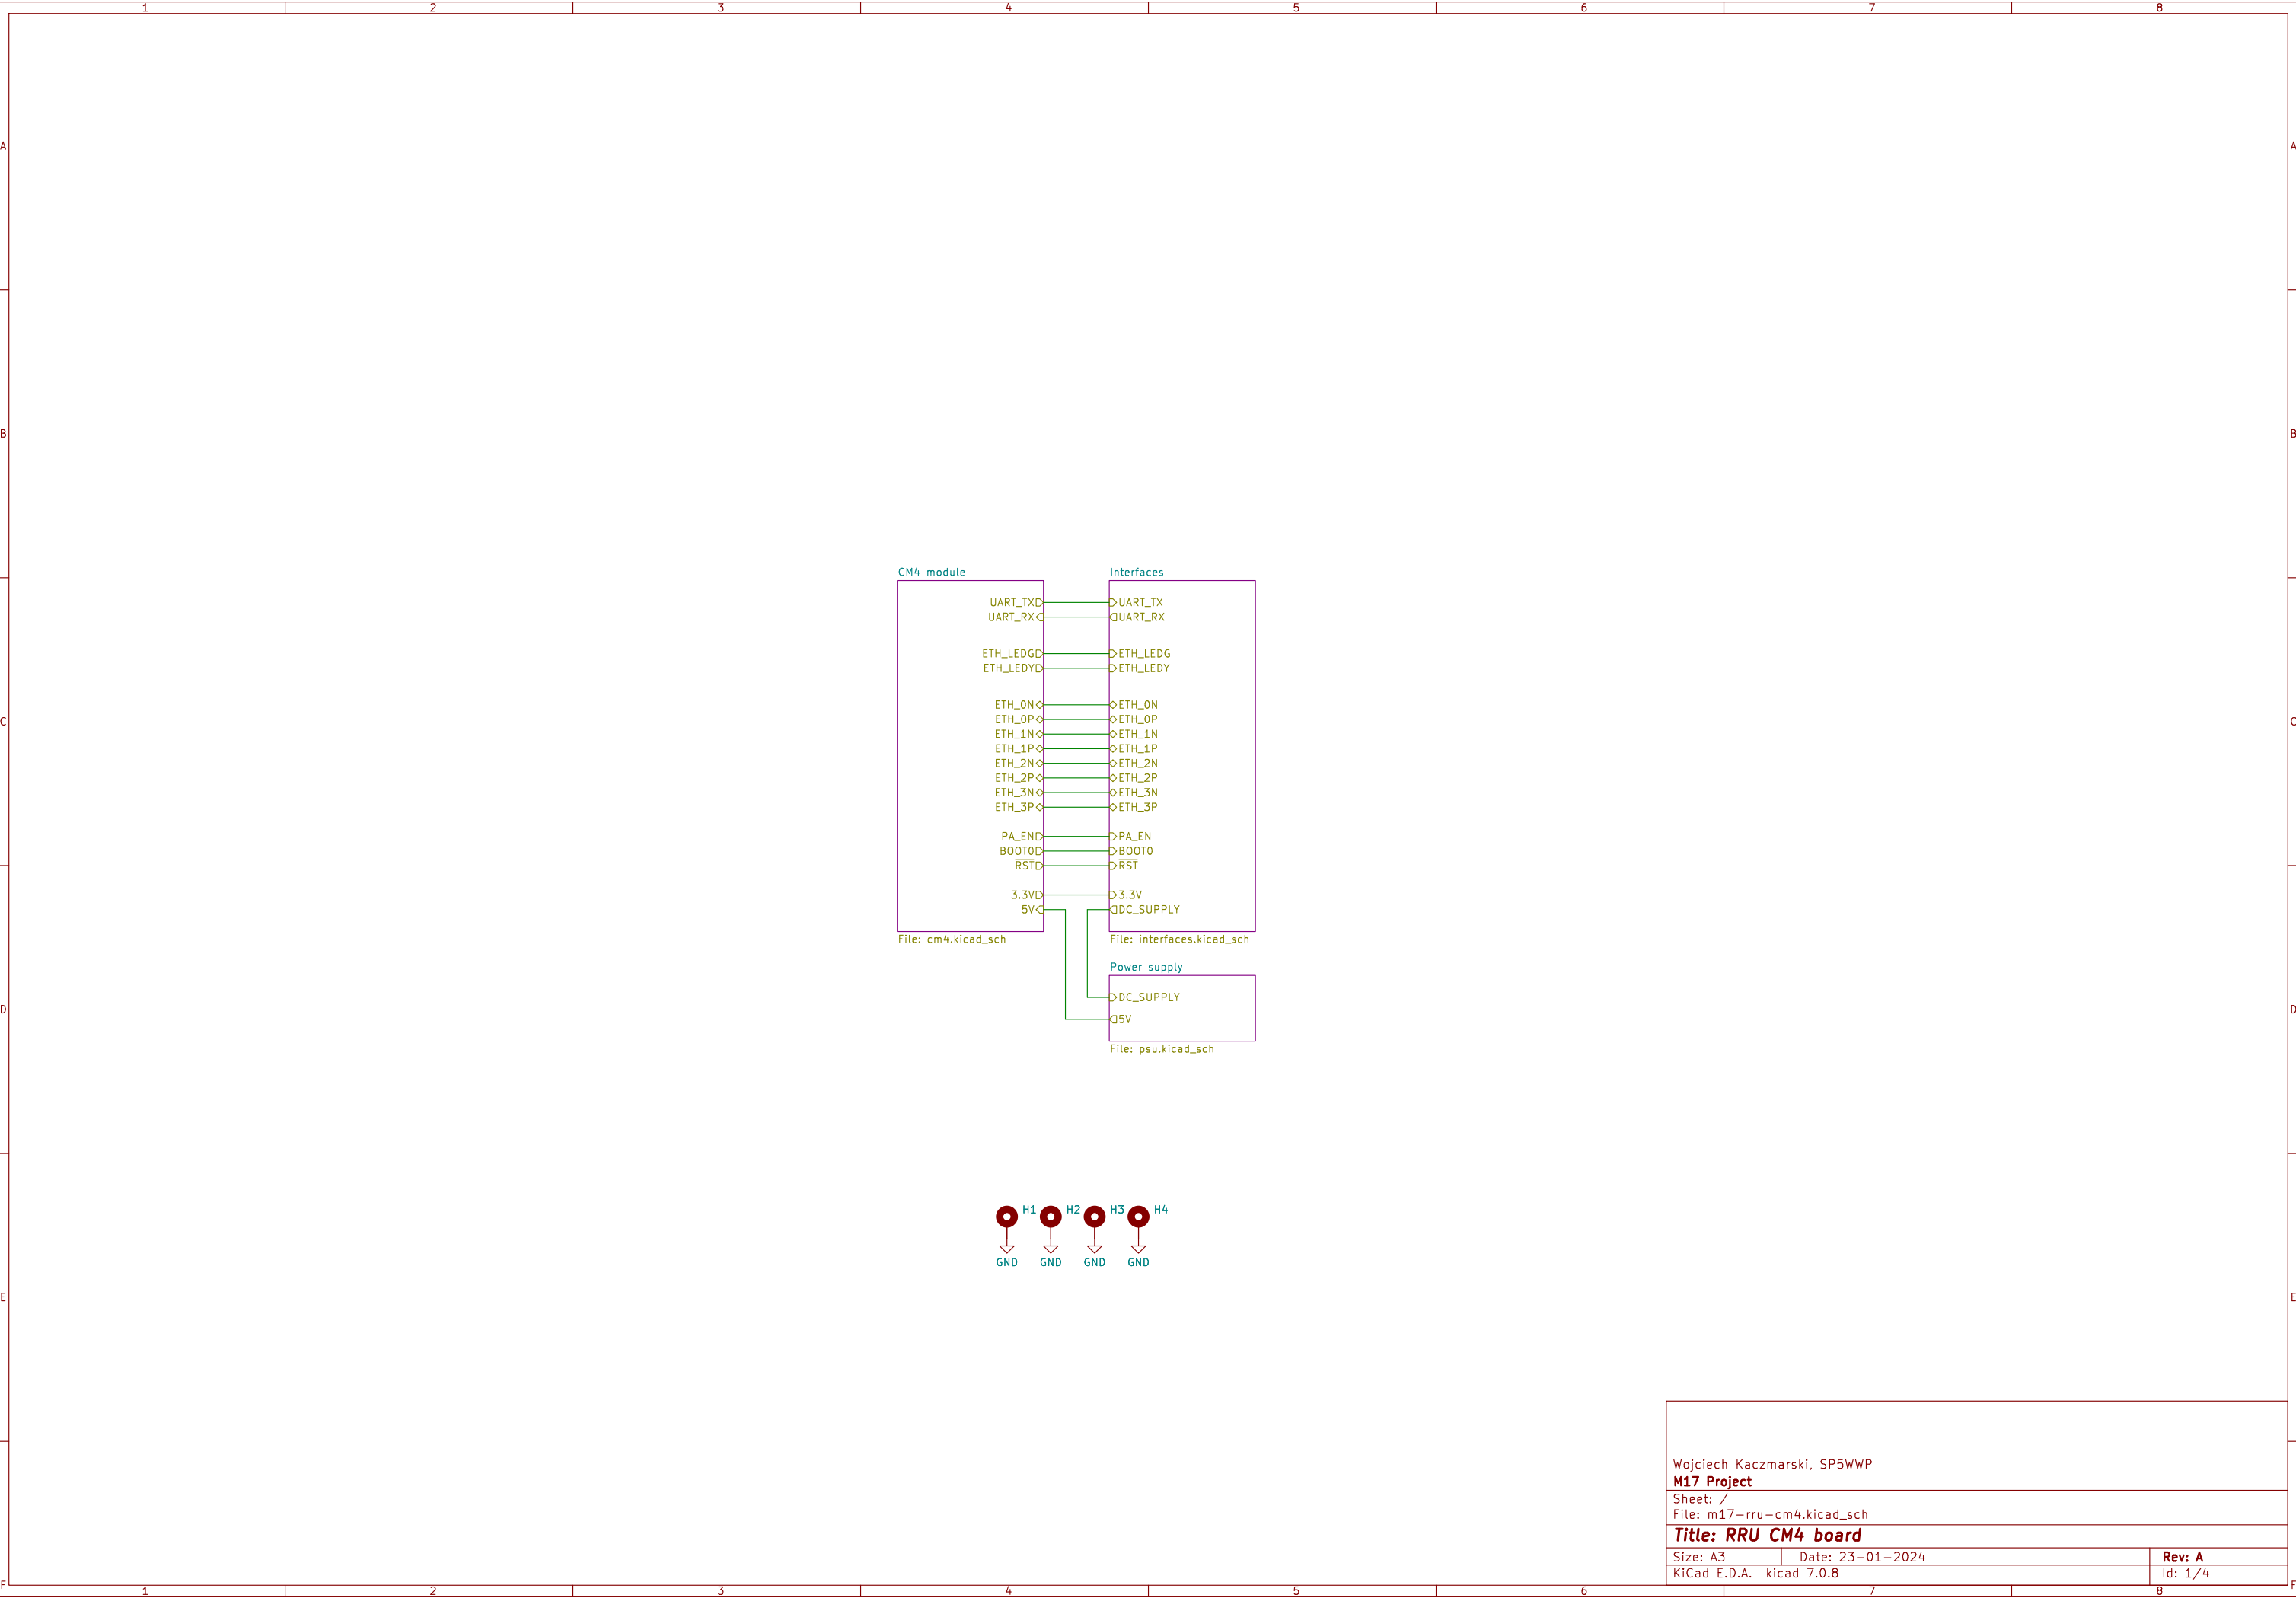 1 2 3 4 5 6 7 8
A A
B B
CM4 module
UART_TX
UART_RX
ETH_LEDG
ETH_LEDY
ETH_0N
ETH_0P
ETH_1N
ETH_1P
ETH_2N
ETH_2P
ETH_3N
ETH_3P
PA_EN
BOOT0
RST
3.3V
5V
File: cm4.kicad_sch
Interfaces
UART_TX
UART_RX
ETH_LEDG
ETH_LEDY
ETH_0N
ETH_0P
ETH_1N
ETH_1P
ETH_2N
ETH_2P
ETH_3N
ETH_3P
PA_EN
BOOT0
RST
3.3V
DC_SUPPLY
File: interfaces.kicad_sch
C C
Power supply
DC_SUPPLY
5V
File: psu.kicad_sch
D D
H1 H2 H3 H4
GND GND GND GND
E E
Wojciech Kaczmarski, SP5WWP
M17 Project
Sheet: /
File: m17-rru-cm4.kicad_sch
Title: RRU CM4 board
Size: A3 Date: 23-01-2024 Rev: A
KiCad E.D.A. kicad 7.0.8 Id: 1/4
F F
1 2 3 4 5 6 7 8